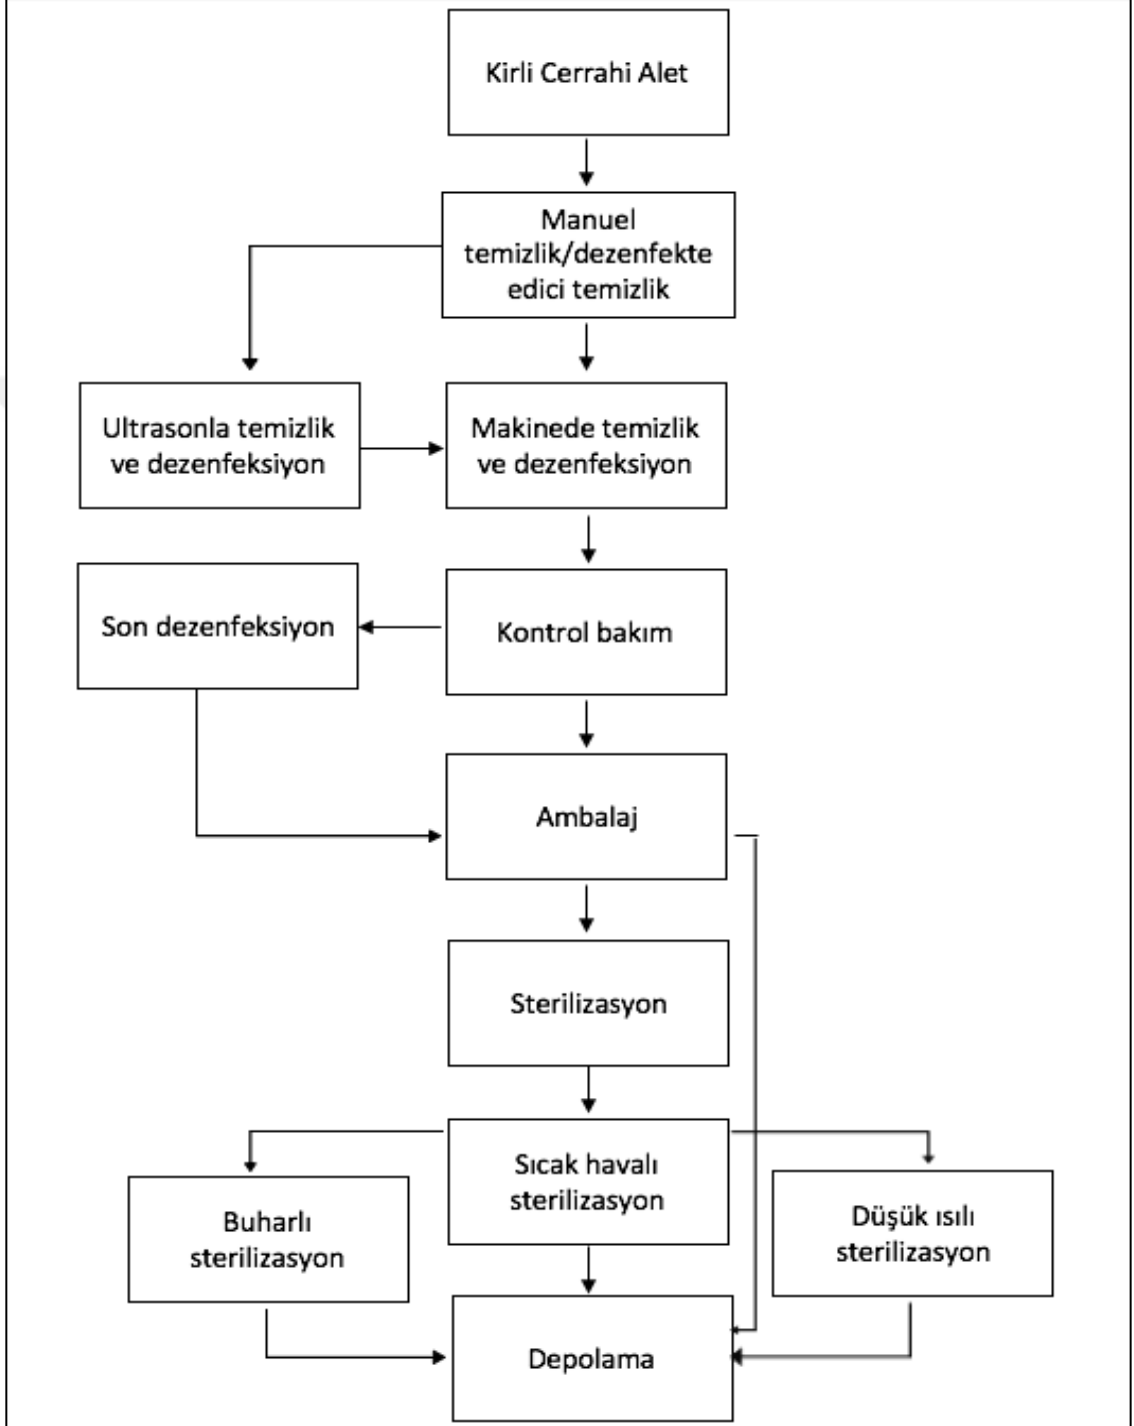 Kirli Cerrahi Alet
Manuel
temizlik/dezenfekte
edici temizlik
Ultrasonla temizlik
ve dezenfeksiyon
Makinede temizlik
ve dezenfeksiyon
Son dezenfeksiyon
Kontrol bakım
Ambalaj
Sterilizasyon
Buharlı
sterilizasyon
Sıcak havalı
sterilizasyon
Düşük ısılı
sterilizasyon
Depolama